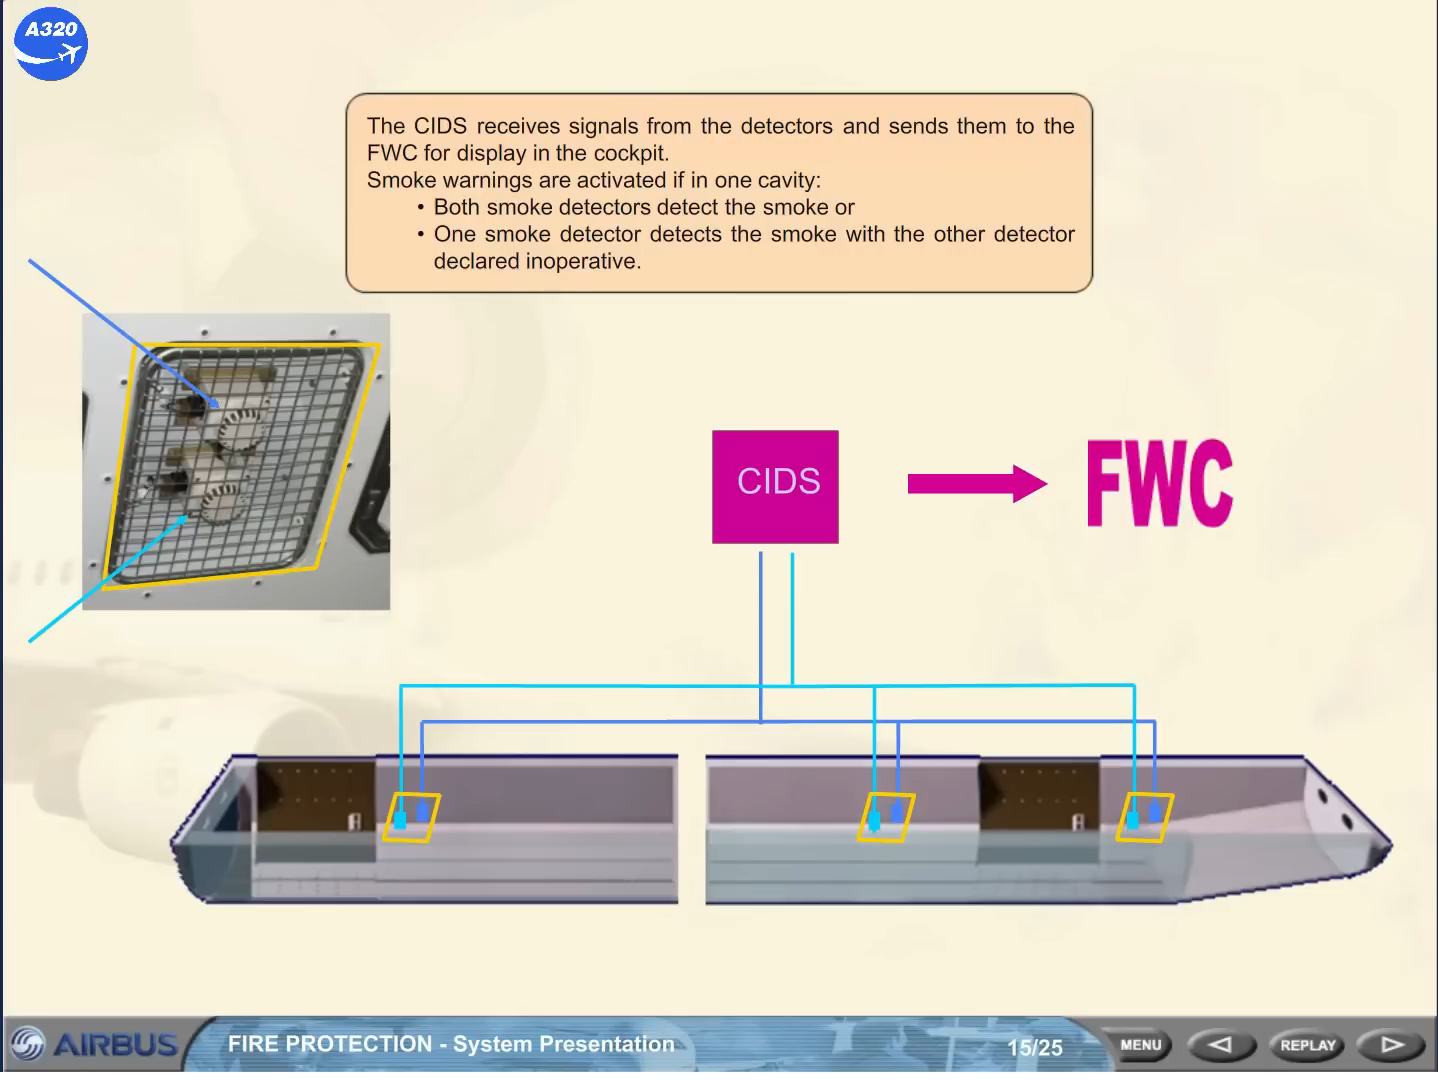 A320
The CIDS receives signals from the detectors and sends them to the
FWC for display in the cockpit.
Smoke warnings are activated if in one cavity:
• Both smoke detectors detect the smoke or
• One smoke detector detects the smoke with the other detector
declared inoperative.
CIDS
FWC
AIRBUS
FIRE PROTECTION - System Presentation
15/25
MENU
REPLAY